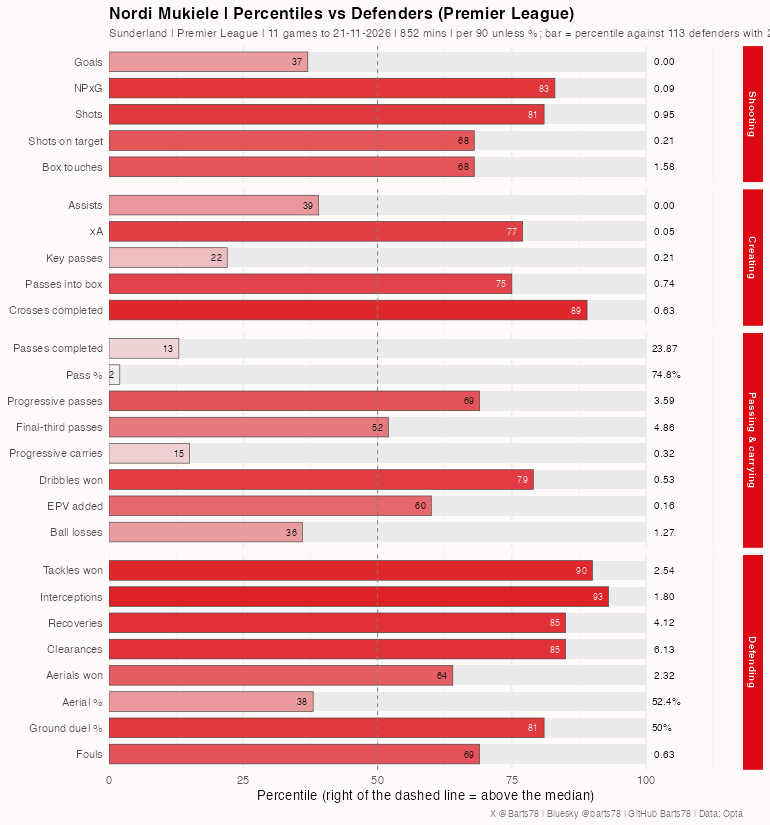 Nordi Mukiele | Percentiles vs Defenders (Premier League)
Sunderland | Premier League | 11 games to 21-11-2026 | 852 mins | per 90 unless %; bar = percentile against 113 defenders with 2
Goals 37 0.00
NPxG 83 0.09
Shots 81 0.95
Shots on target 68 0.21
Box touches 68 1.58
Shooting
Assists 39 0.00
xA 77 0.05
Key passes 22 0.21
Passes into box 75 0.74
Crosses completed 89 0.63
Creating
Passes completed 13 23.87
Pass % 2 74.8%
Progressive passes 69 3.59
Final-third passes 52 4.86
Progressive carries 15 0.32
Dribbles won 79 0.53
EPV added 60 0.16
Ball losses 36 1.27
Passing & carrying
Tackles won 90 2.54
Interceptions 93 1.80
Recoveries 85 4.12
Clearances 85 6.13
Aerials won 64 2.32
Aerial % 38 52.4%
Ground duel % 81 50%
Fouls 69 0.63
Defending
0 25 50 75 100
Percentile (right of the dashed line = above the median)
X @Barts78 | Bluesky @barts78 | GitHub Barts78 | Data: Opta